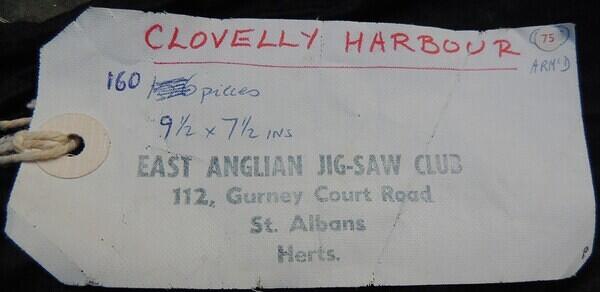 CLOVELLY HARBOUR
75
ARMCD
160 pieces
9½ x 7½ INS
EAST ANGLIAN JIG-SAW CLUB
112, Gurney Court Road
St. Albans
Herts.
P